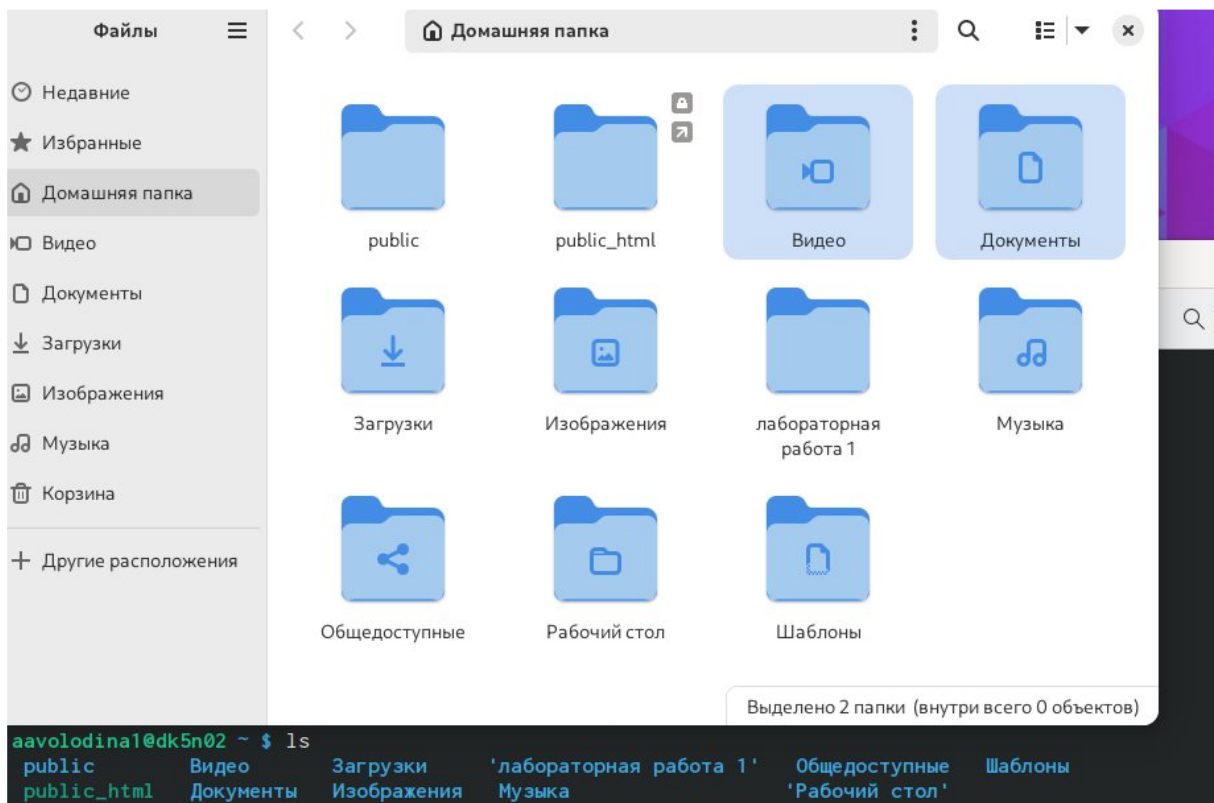 Файлы
Домашняя папка
Недавние
Избранные
Домашняя папка
Видео
Документы
Загрузки
Изображения
Музыка
Корзина
Другие расположения
public public_html Видео Документы
Загрузки Изображения лабораторная работа 1 Музыка
Общедоступные Рабочий стол Шаблоны
Выделено 2 папки (внутри всего 0 объектов)
aavolodina1@dk5n02 ~ $ ls
public Видео Загрузки 'лабораторная работа 1' Общедоступные Шаблоны
public_html Документы Изображения Музыка 'Рабочий стол'